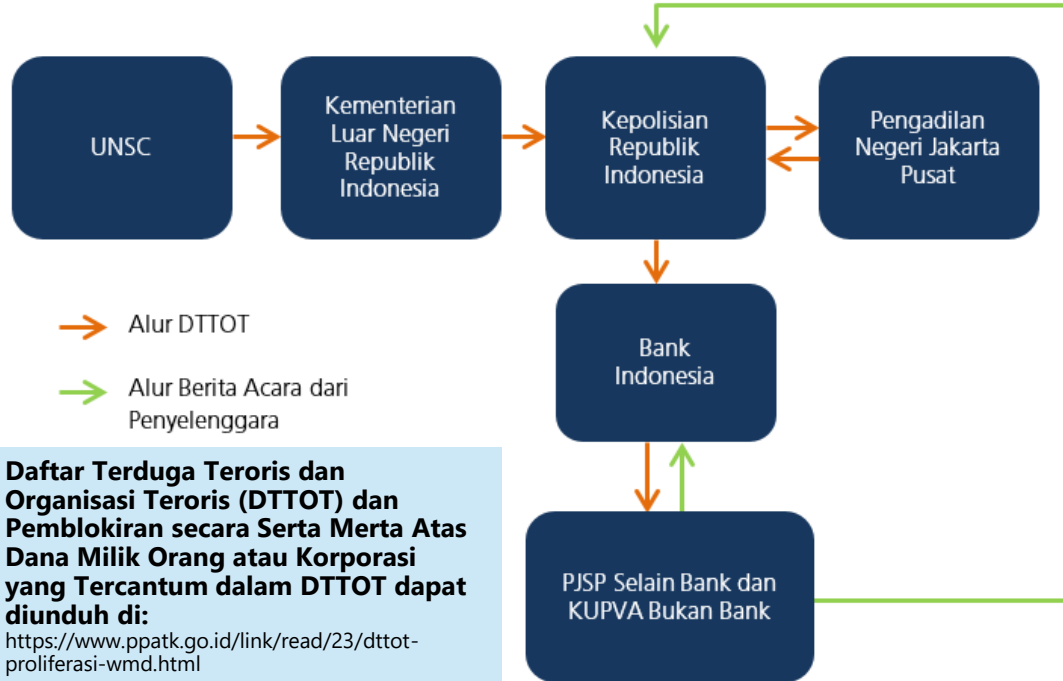 UNSC
Kementerian
Luar Negeri
Republik
Indonesia
Kepolisian
Republik
Indonesia
Pengadilan
Negeri Jakarta
Pusat
Alur DTTOT
Alur Berita Acara dari
Penyelenggara
Bank
Indonesia
Daftar Terduga Teroris dan
Organisasi Teroris (DTTOT) dan
Pemblokiran secara Serta Merta Atas
Dana Milik Orang atau Korporasi
yang Tercantum dalam DTTOT dapat
diunduh di:
https://www.ppatk.go.id/link/read/23/dttot-
proliferasi-wmd.html
PJSP Selain Bank dan
KUPVA Bukan Bank